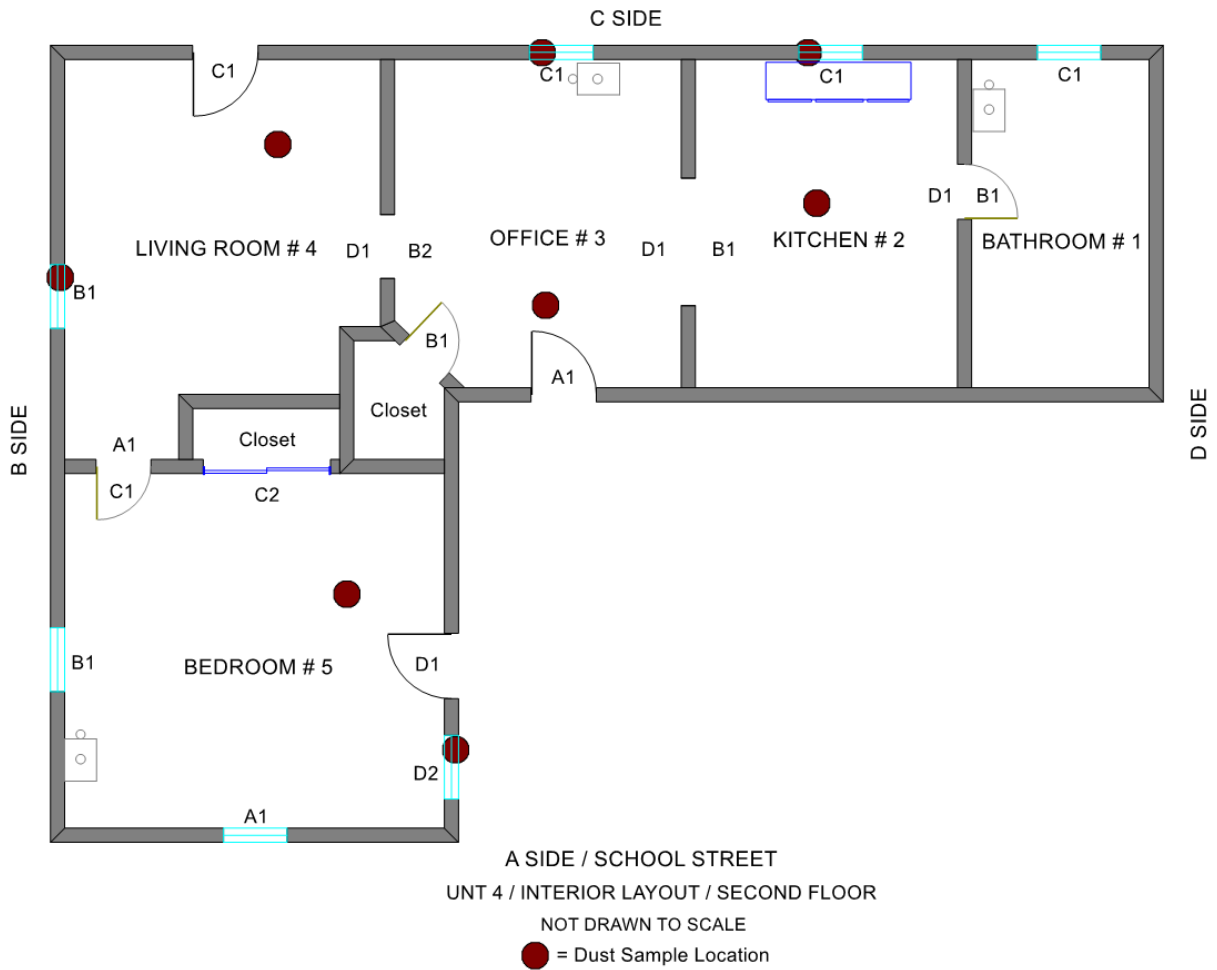 C SIDE
C1
C1
C1
C1
LIVING ROOM # 4
D1
B2
OFFICE # 3
D1
B1
KITCHEN # 2
D1
B1
BATHROOM # 1
B1
B1
A1
Closet
Closet
B SIDE
D SIDE
A1
C1
C2
B1
BEDROOM # 5
D1
D2
A1
A SIDE / SCHOOL STREET
UNT 4 / INTERIOR LAYOUT / SECOND FLOOR
NOT DRAWN TO SCALE
= Dust Sample Location